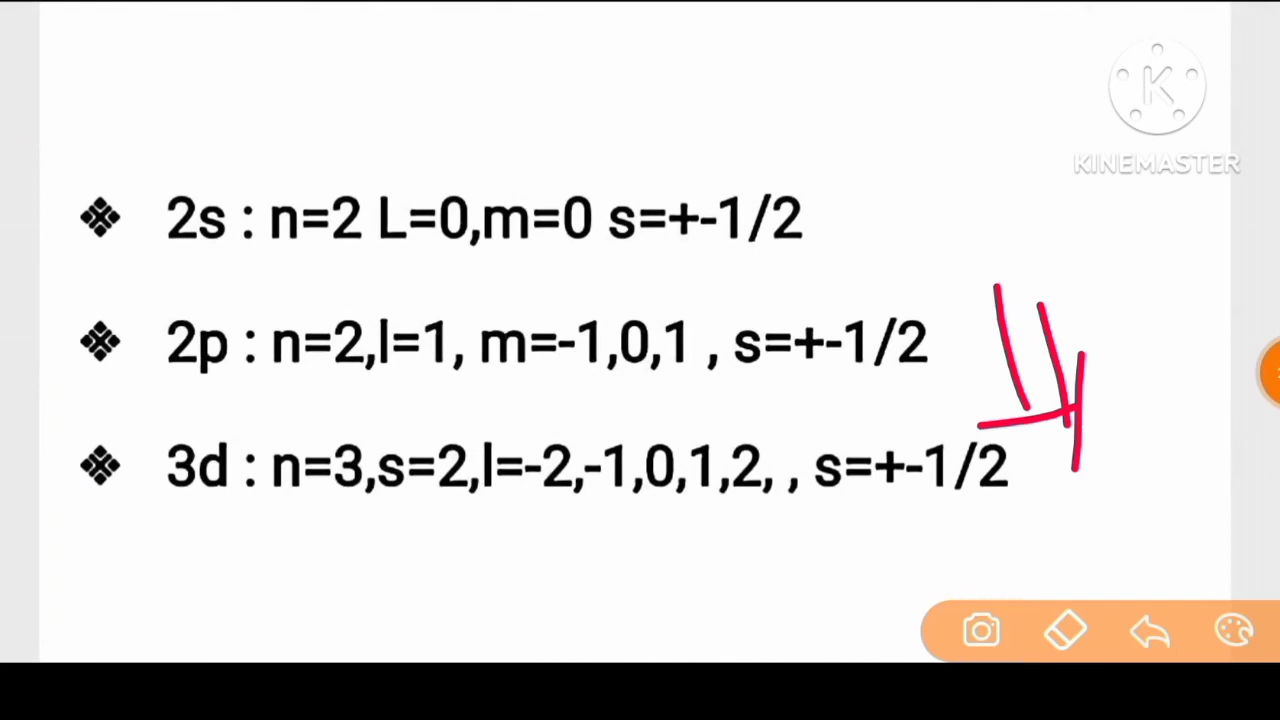 KINEMASTER
❖ 2s : n=2 L=0,m=0 s=+-1/2
❖ 2p : n=2,l=1, m=-1,0,1 , s=+-1/2
❖ 3d : n=3,s=2,l=-2,-1,0,1,2, , s=+-1/2